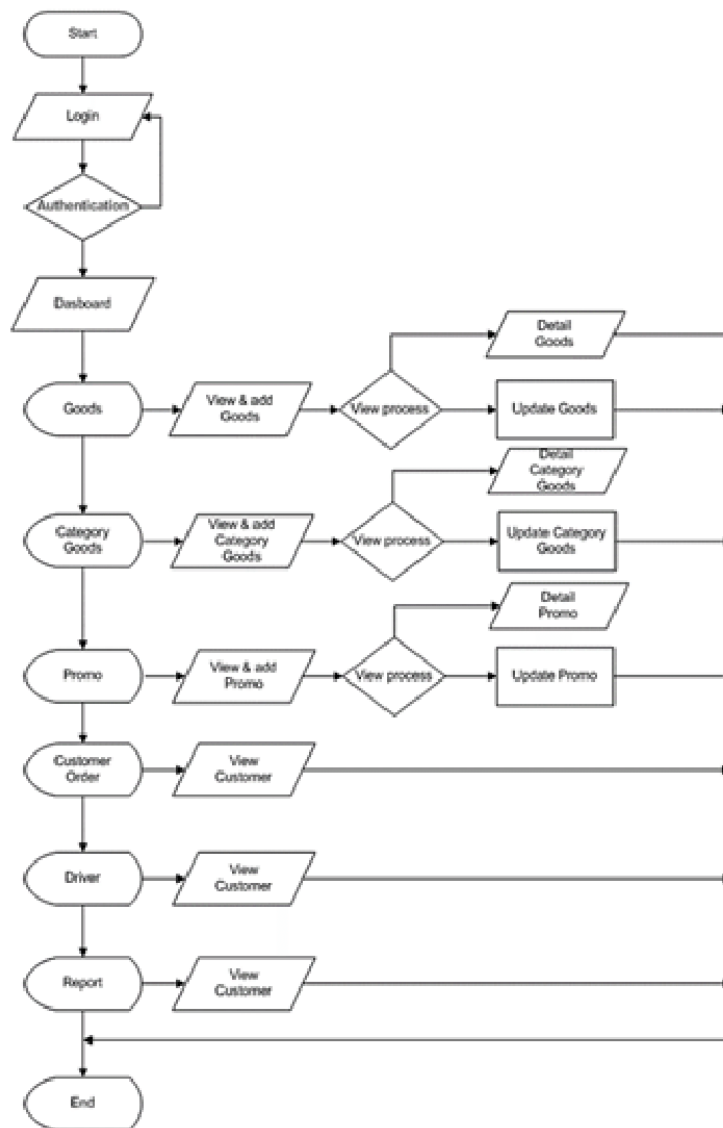 Start
Login
Authentication
Dasboard
Detail
Goods
Goods
View & add
Goods
View process
Update Goods
Detail
Category
Goods
Category
Goods
View & add
Category
Goods
View process
Update Category
Goods
Detail
Promo
Promo
View & add
Promo
View process
Update Promo
Customer
Order
View
Customer
Driver
View
Customer
Report
View
Customer
End